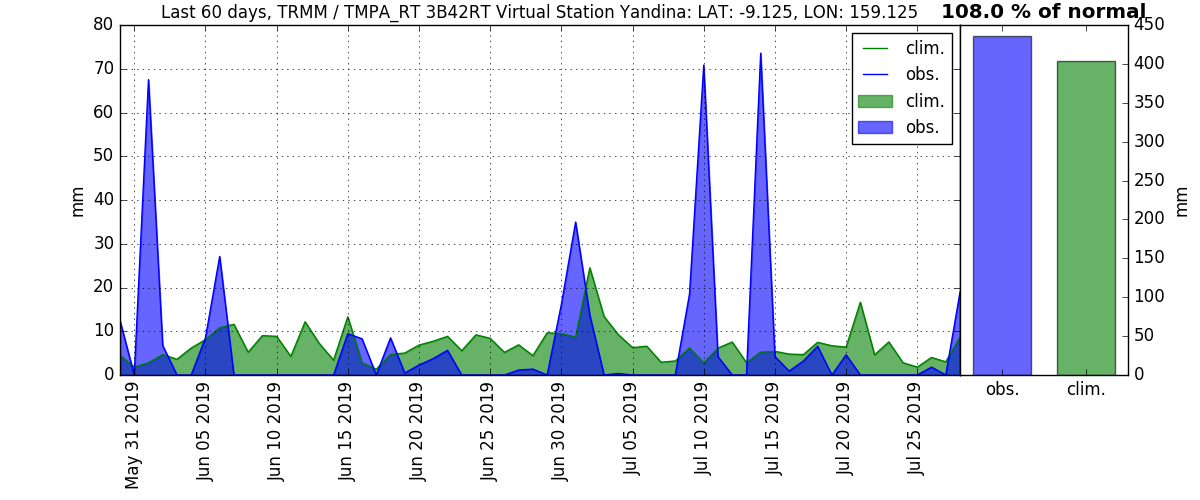 Last 60 days, TRMM / TMPA_RT 3B42RT Virtual Station Yandina: LAT: -9.125, LON: 159.125
108.0 % of normal
80
70
60
50
40
30
20
10
0
mm
clim.
obs.
clim.
obs.
May 31 2019
Jun 05 2019
Jun 10 2019
Jun 15 2019
Jun 20 2019
Jun 25 2019
Jun 30 2019
Jul 05 2019
Jul 10 2019
Jul 15 2019
Jul 20 2019
Jul 25 2019
450
400
350
300
250
200
150
100
50
0
mm
obs.
clim.